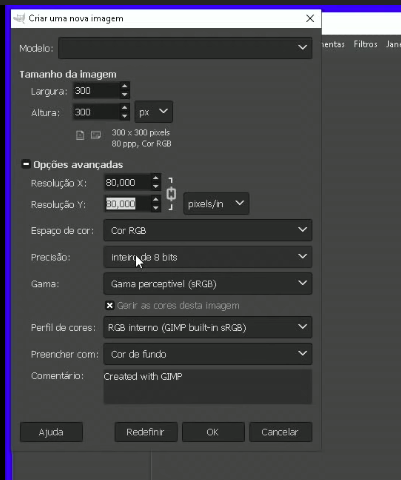 Criar uma nova imagem
mentas Filtros Jane
Modelo:
Tamanho da imagem
Largura: 300
Altura: 300 px
300 x 300 pixels
80 ppp, Cor RGB
Opções avançadas
Resolução X: 80,000
Resolução Y: 80,000 pixels/in
Espaço de cor: Cor RGB
Precisão: inteiro de 8 bits
Gama: Gama perceptível (sRGB)
Gerir as cores desta imagem
Perfil de cores: RGB interno (GIMP built-in sRGB)
Preencher com: Cor de fundo
Comentário: Created with GIMP
Ajuda Redefinir OK Cancelar